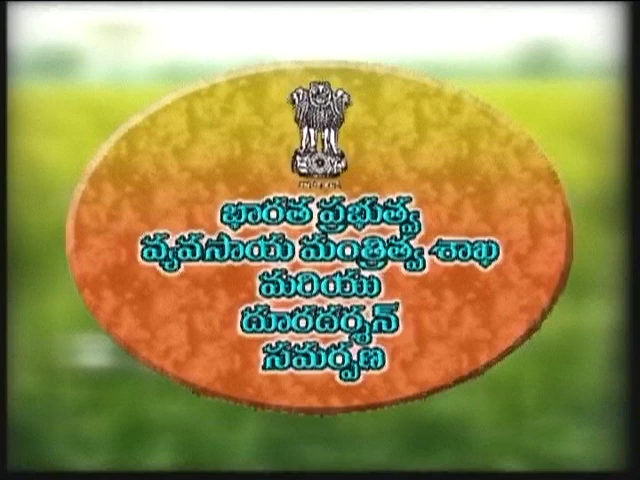 భారత ప్రభుత్వ
వ్యవసాయ మంత్రిత్వ శాఖ
మరియు
దూరదర్శన్
సమర్పణ